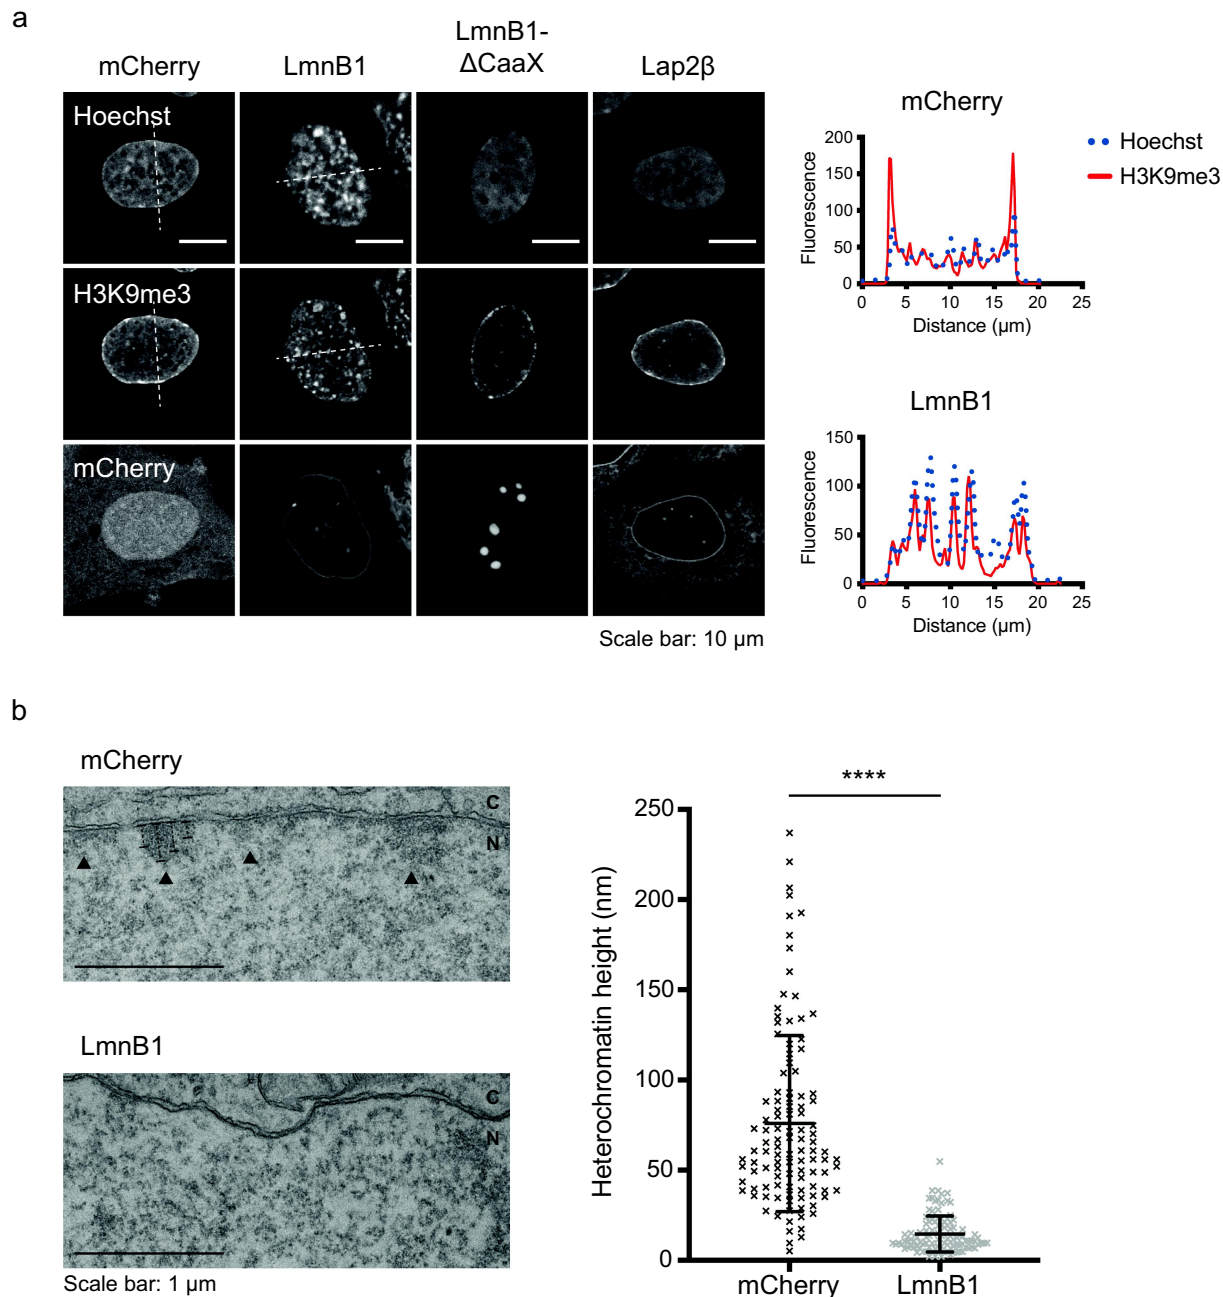 a
mCherry
LmnB1
LmnB1-
ΔCaaX
Lap2β
Hoechst
H3K9me3
mCherry
Scale bar: 10 µm
mCherry
Fluorescence
200
150
100
50
0
0 5 10 15 20 25
Distance (µm)
Hoechst
H3K9me3
LmnB1
Fluorescence
150
100
50
0
0 5 10 15 20 25
Distance (µm)
b
mCherry
C
N
LmnB1
C
N
Scale bar: 1 µm
****
Heterochromatin height (nm)
250
200
150
100
50
0
mCherry LmnB1